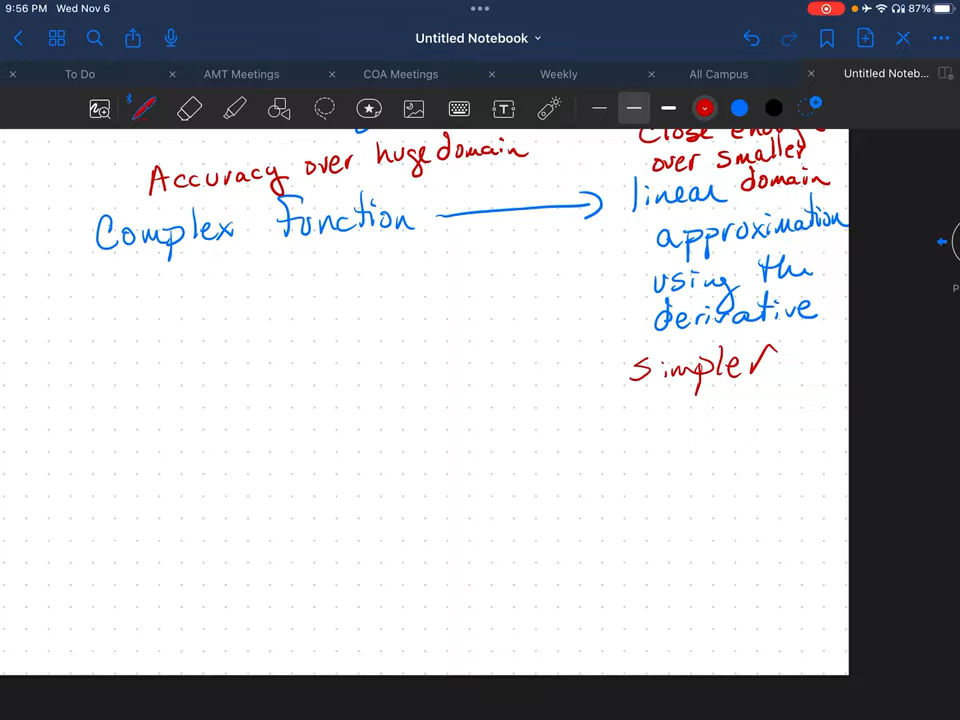 9:56 PM Wed Nov 6
87%
Untitled Notebook
To Do
AMT Meetings
COA Meetings
Weekly
All Campus
Untitled Noteb...
Close
over smaller
domain
Accuracy over huge domain
Complex function
linear
approximation
using the
derivative
simpler